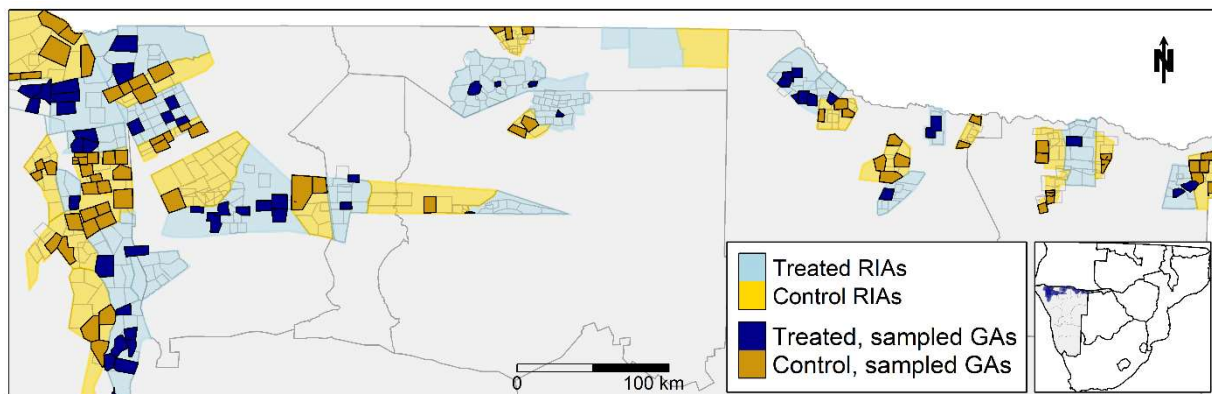 N
Treated RIAs
Control RIAs
Treated, sampled GAs
Control, sampled GAs
0 100 km